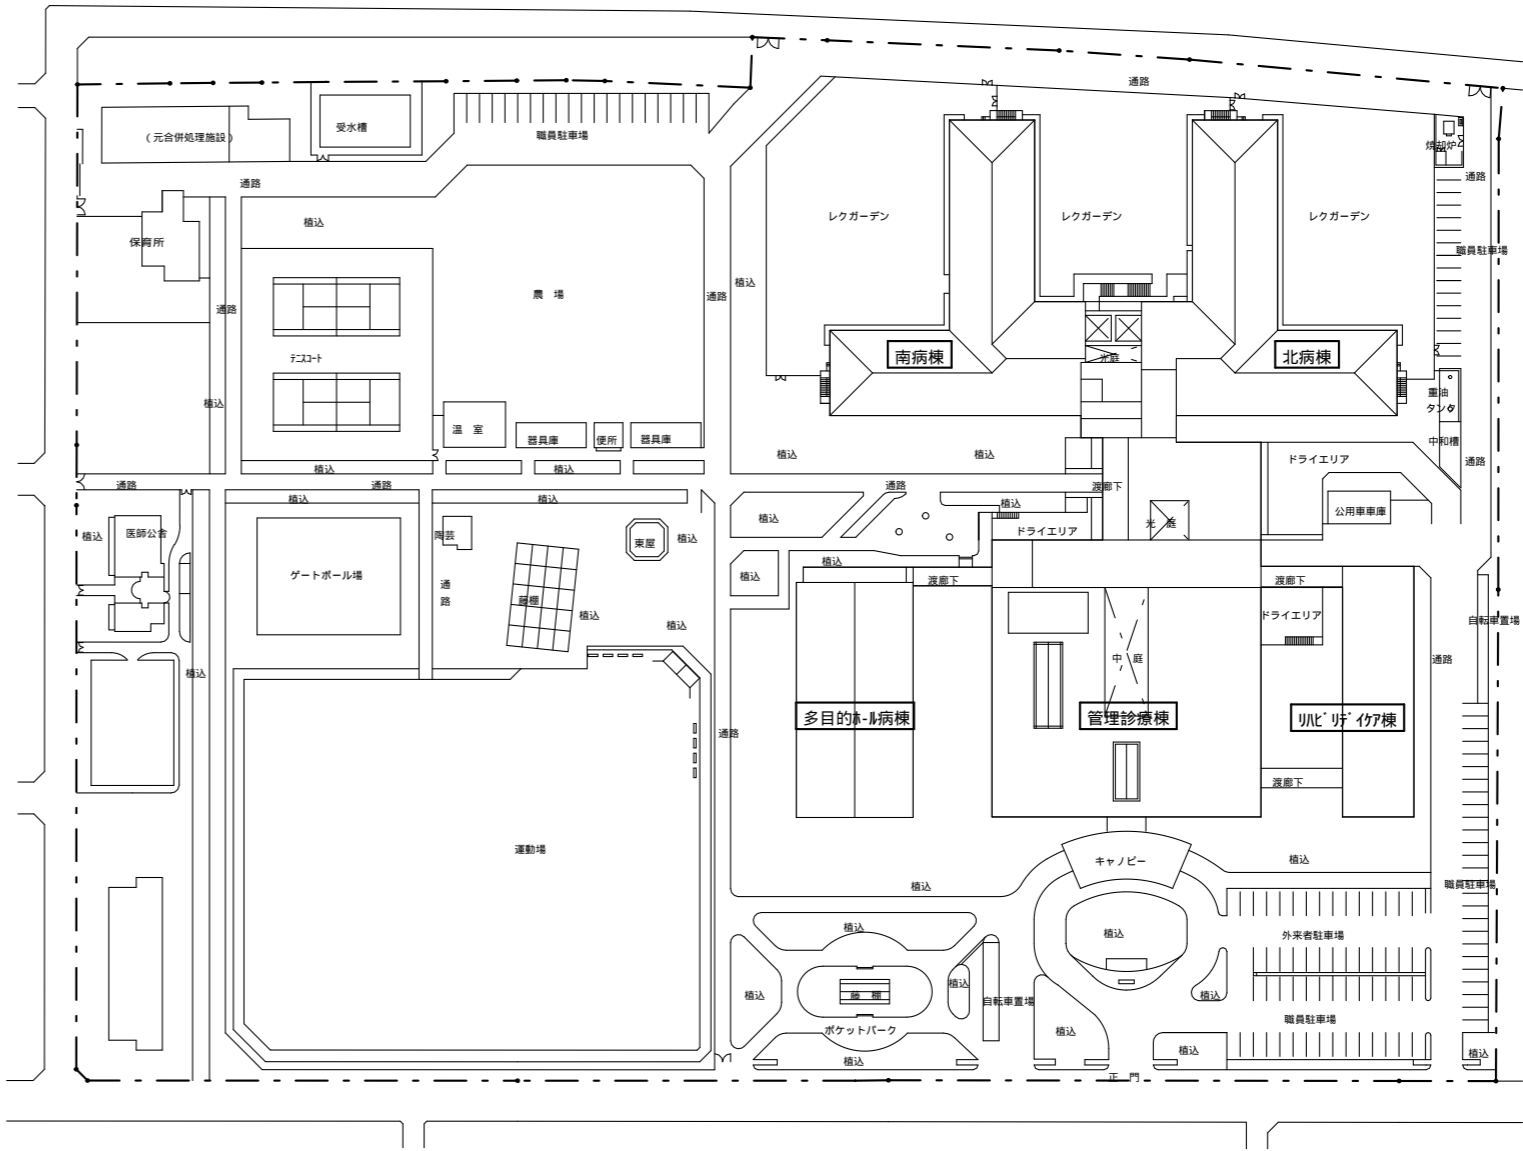 通路
(元合併処理施設)
受水槽
職員駐車場
焼却炉
通路
通路
植込
レクガーデン
レクガーデン
レクガーデン
保育所
職員駐車場
植込
農 場
通路
通路
テニスコート
南病棟
光庭
北病棟
重油
タンク
植込
温 室
器具庫
便所
器具庫
中和槽
植込
植込
植込
植込
ドライエリア
通路
通路
通路
通路
渡廊下
植込
植込
植込
公用車車庫
植込
光 庭
植込
医師公舎
陶芸
東屋
植込
ドライエリア
植込
ゲートボール場
植込
渡廊下
渡廊下
通
路
藤棚
植込
植込
ドライエリア
自転車置場
中 庭
通路
植込
多目的ホール病棟
管理診療棟
リハビリデイケア棟
通路
渡廊下
運動場
キャノピー
植込
植込
職員駐車場
植込
植込
外来者駐車場
植込
藤 棚
植込
自転車置場
植込
ポケットパーク
植込
職員駐車場
植込
植込
植込
正 門